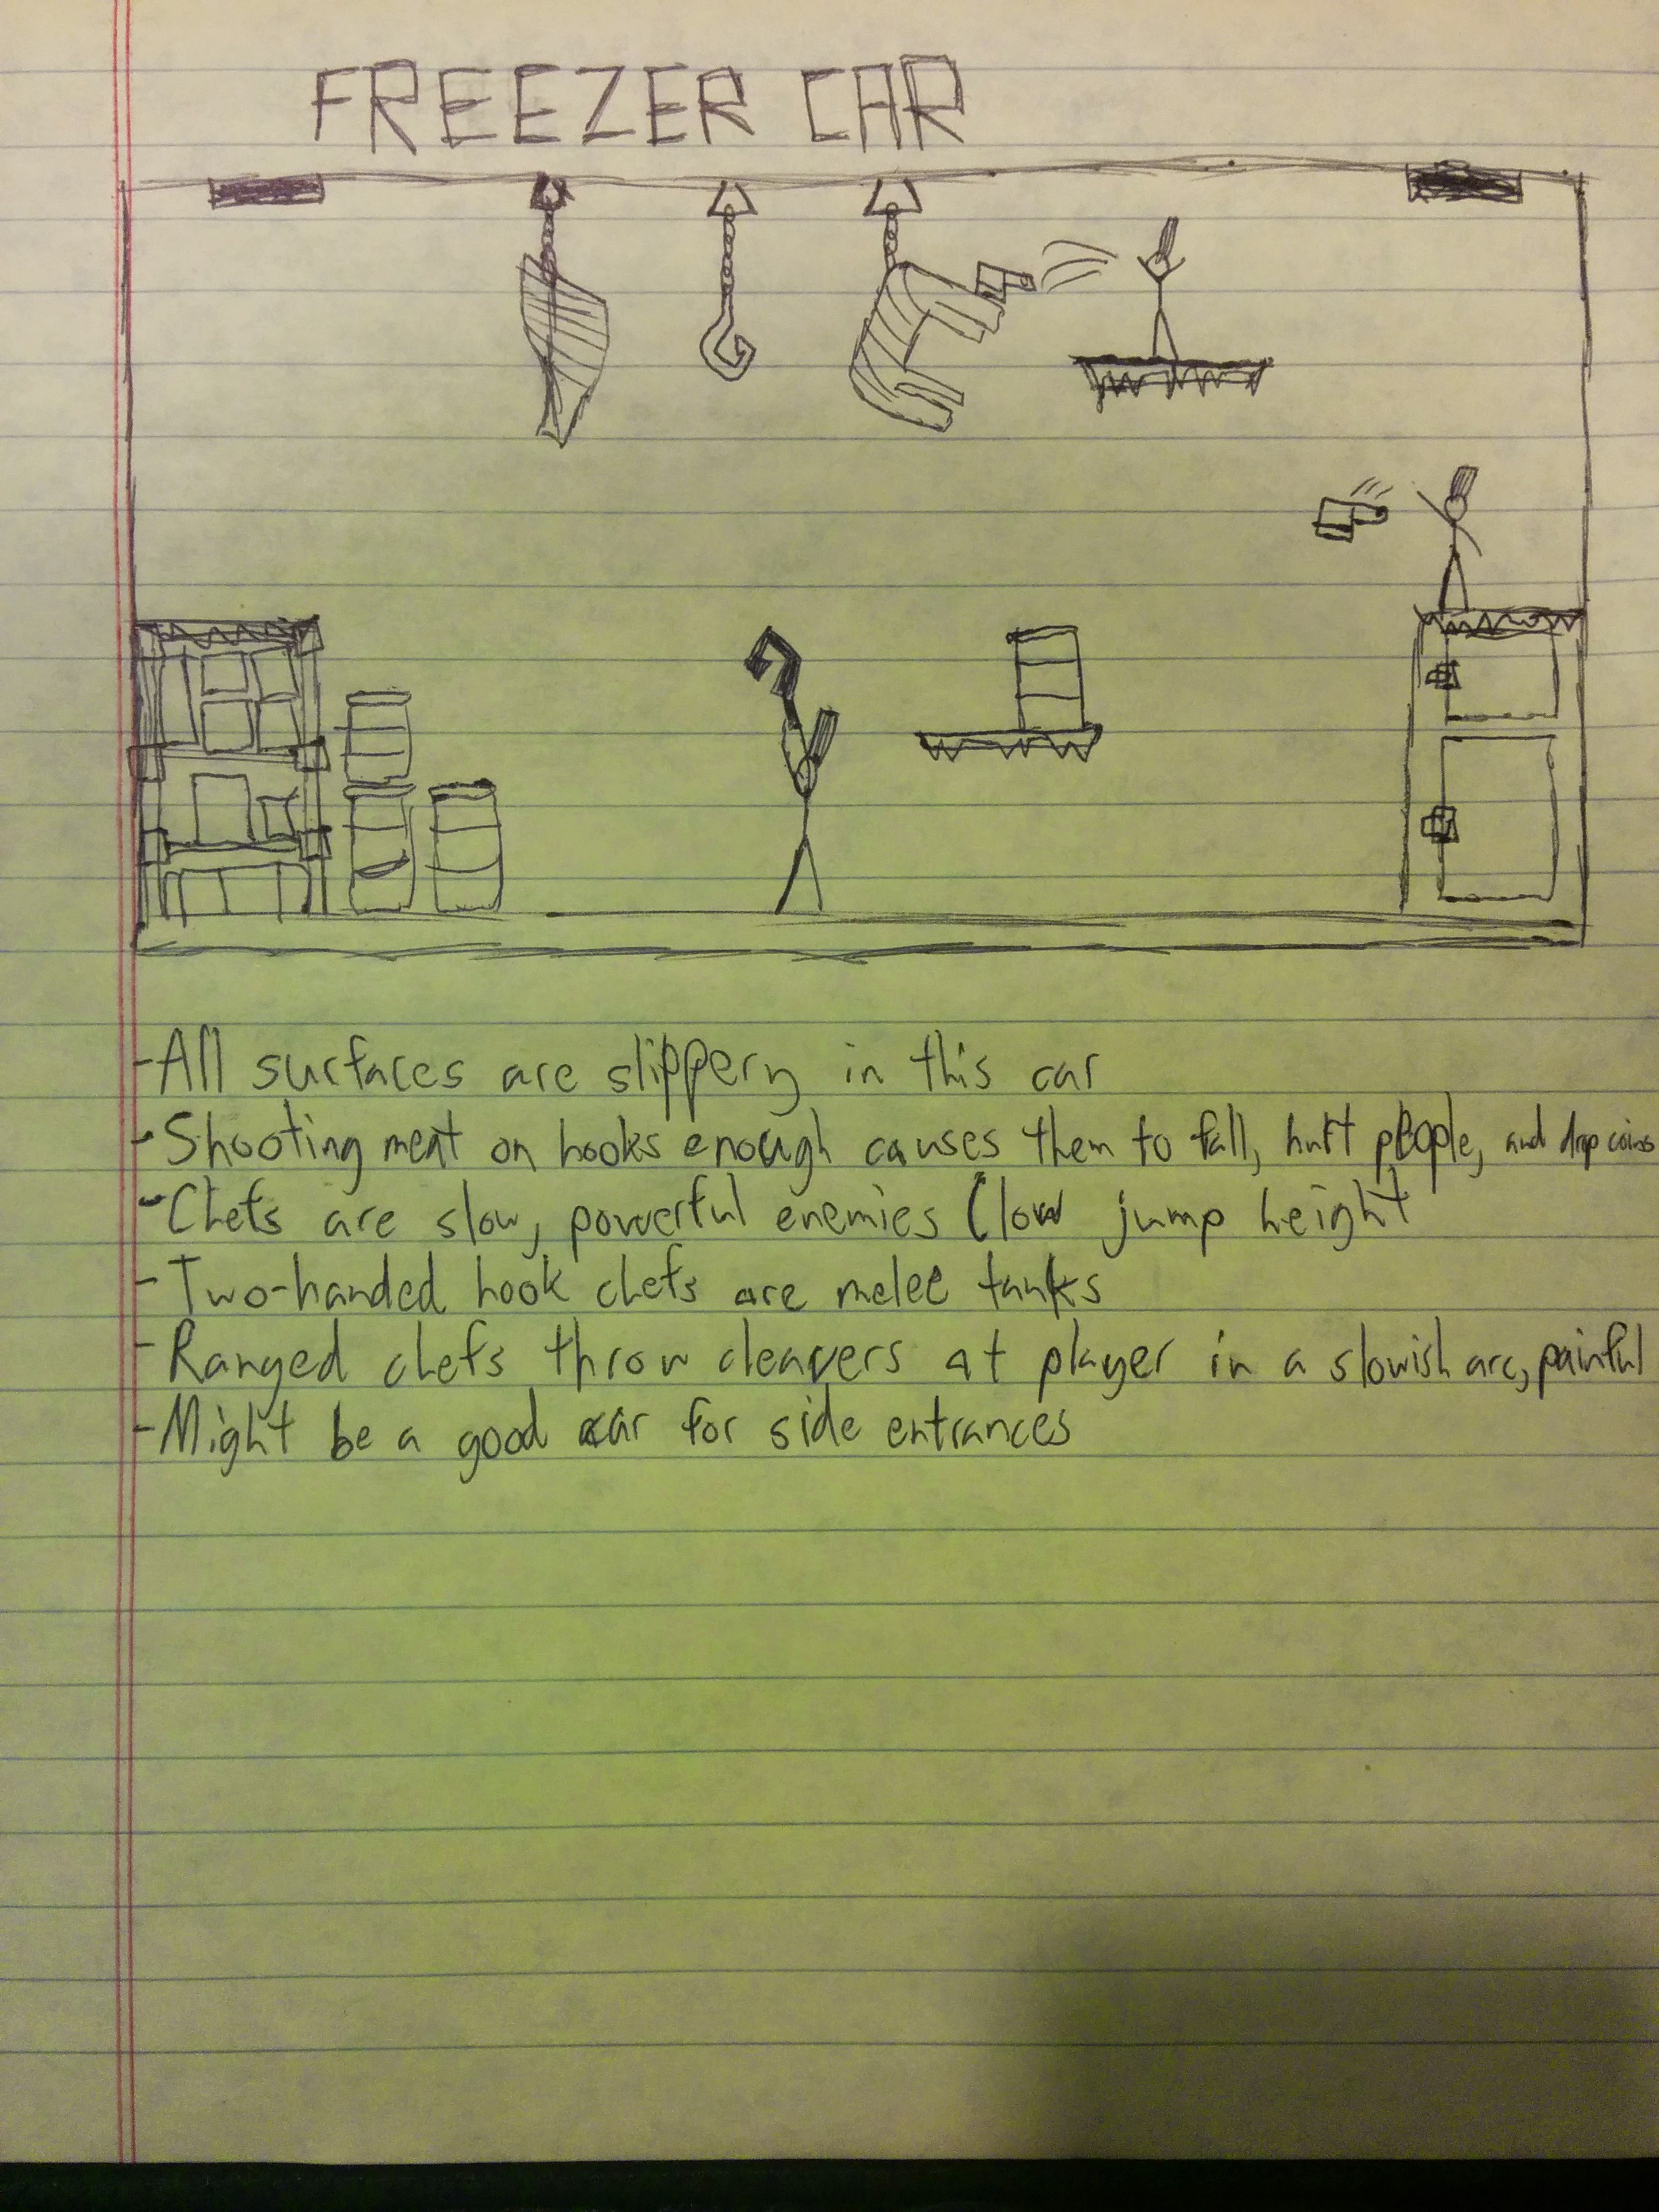 FREEZER CAR
-All surfaces are slippery in this car
-Shooting meat on hooks enough causes them to fall, hurt people, and drop coins
-Chefs are slow, powerful enemies (low jump height
-Two-handed hook chefs are melee tanks
-Ranged chefs throw cleavers at player in a slowish arc, painful
-Might be a good car for side entrances